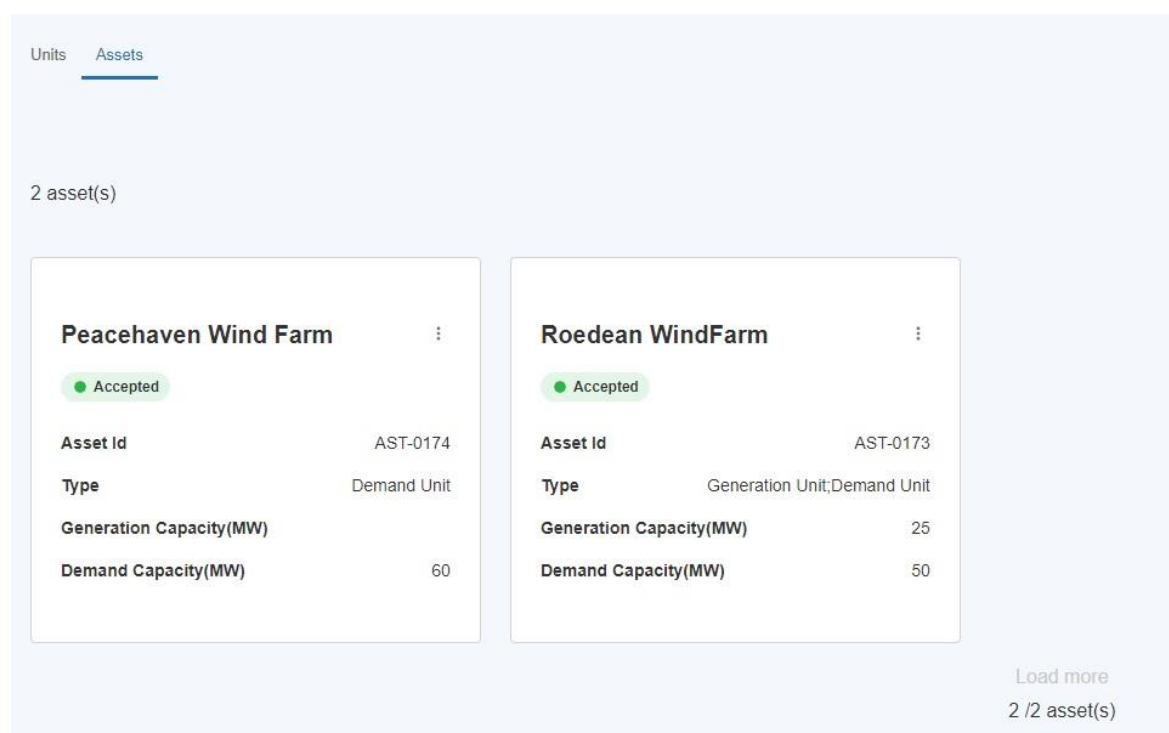 Units Assets
2 asset(s)
Peacehaven Wind Farm
Accepted
Asset Id AST-0174
Type Demand Unit
Generation Capacity(MW)
Demand Capacity(MW) 60
Roedean WindFarm
Accepted
Asset Id AST-0173
Type Generation Unit;Demand Unit
Generation Capacity(MW) 25
Demand Capacity(MW) 50
Load more
2 /2 asset(s)